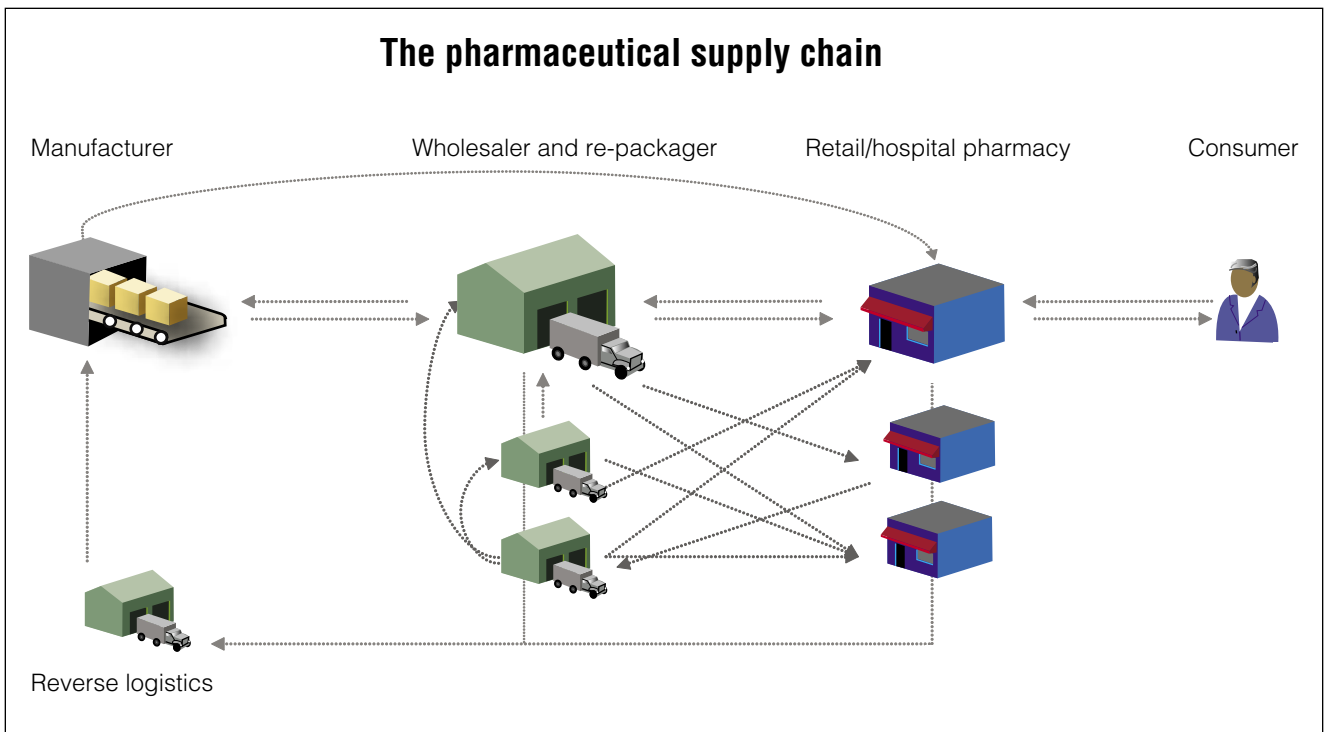 The pharmaceutical supply chain
Manufacturer
Wholesaler and re-packager
Retail/hospital pharmacy
Consumer
Reverse logistics